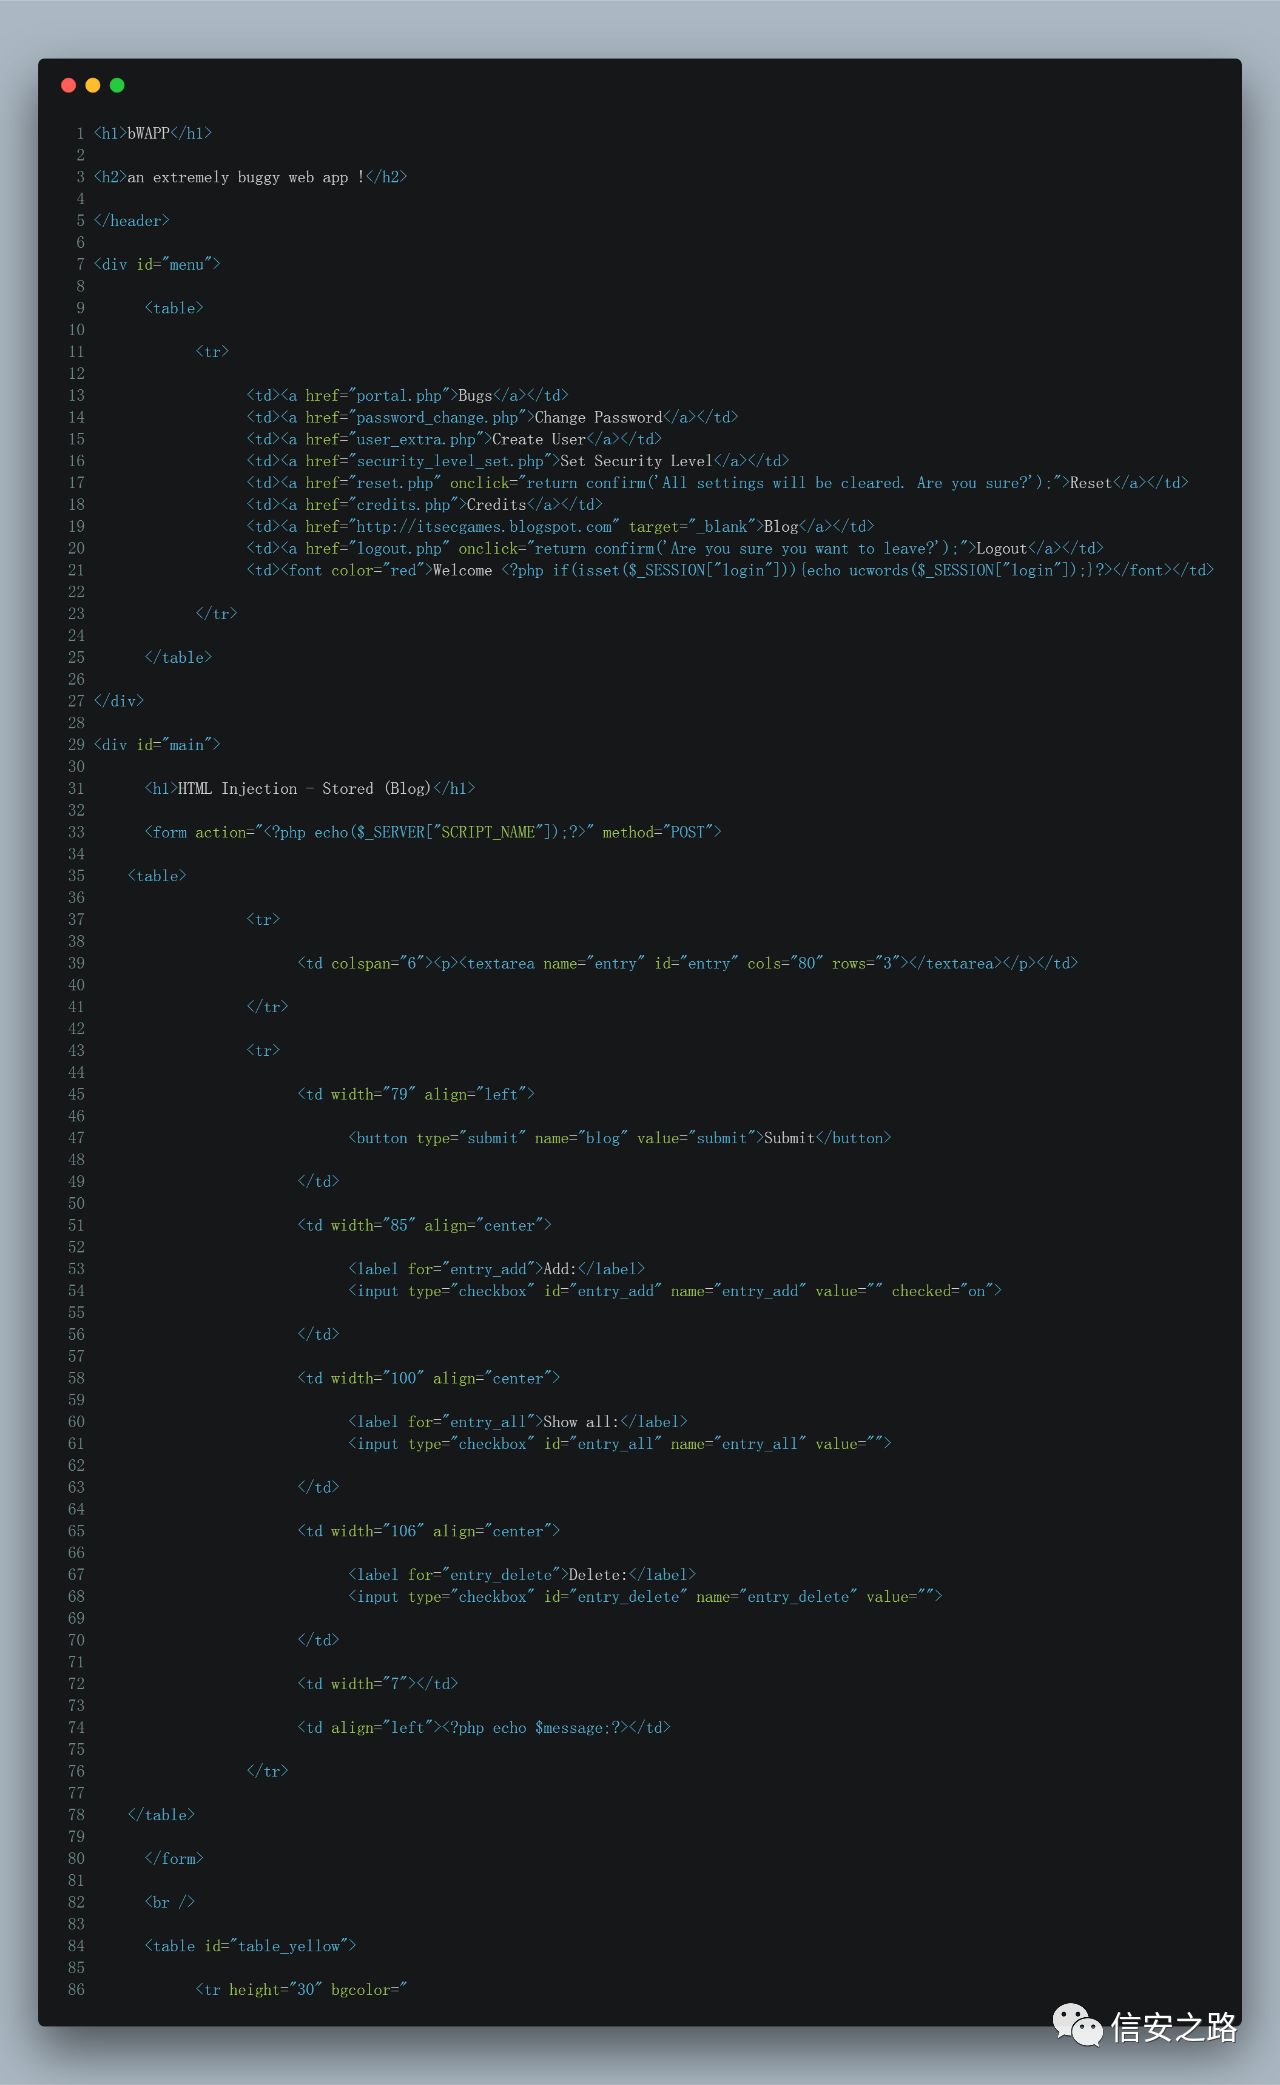 1 <h1>bWAPP</h1>
2
3 <h2>an extremely buggy web app !</h2>
4
5 </header>
6
7 <div id="menu">
8
9 <table>
10
11 <tr>
12
13 <td><a href="portal.php">Bugs</a></td>
14 <td><a href="password_change.php">Change Password</a></td>
15 <td><a href="user_extra.php">Create User</a></td>
16 <td><a href="security_level_set.php">Set Security Level</a></td>
17 <td><a href="reset.php" onclick="return confirm('All settings will be cleared. Are you sure?');">Reset</a></td>
18 <td><a href="credits.php">Credits</a></td>
19 <td><a href="http://itsecgames.blogspot.com" target="_blank">Blog</a></td>
20 <td><a href="logout.php" onclick="return confirm('Are you sure you want to leave?');">Logout</a></td>
21 <td><font color="red">Welcome <?php if(isset($_SESSION["login"])){echo ucwords($_SESSION["login"]);}?></font></td>
22
23 </tr>
24
25 </table>
26
27 </div>
28
29 <div id="main">
30
31 <h1>HTML Injection - Stored (Blog)</h1>
32
33 <form action="<?php echo($_SERVER["SCRIPT_NAME"]);?>" method="POST">
34
35 <table>
36
37 <tr>
38
39 <td colspan="6"><p><textarea name="entry" id="entry" cols="80" rows="3"></textarea></p></td>
40
41 </tr>
42
43 <tr>
44
45 <td width="79" align="left">
46
47 <button type="submit" name="blog" value="submit">Submit</button>
48
49 </td>
50
51 <td width="85" align="center">
52
53 <label for="entry_add">Add:</label>
54 <input type="checkbox" id="entry_add" name="entry_add" value="" checked="on">
55
56 </td>
57
58 <td width="100" align="center">
59
60 <label for="entry_all">Show all:</label>
61 <input type="checkbox" id="entry_all" name="entry_all" value="">
62
63 </td>
64
65 <td width="106" align="center">
66
67 <label for="entry_delete">Delete:</label>
68 <input type="checkbox" id="entry_delete" name="entry_delete" value="">
69
70 </td>
71
72 <td width="7"></td>
73
74 <td align="left"><?php echo $message;?></td>
75
76 </tr>
77
78 </table>
79
80 </form>
81
82 <br />
83
84 <table id="table_yellow">
85
86 <tr height="30" bgcolor="
信安之路